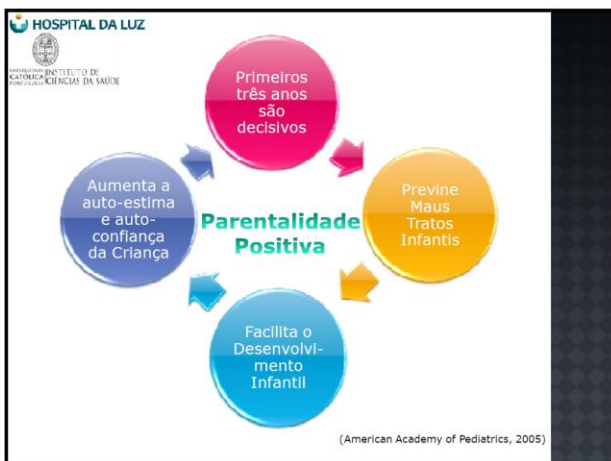 HOSPITAL DA LUZ
CATÓLICA
INSTITUTO DE
CIÊNCIAS DA SAÚDE
Primeiros
três anos
são
decisivos
Aumenta a
auto-estima
e auto-
confiança
da Criança
Parentalidade
Positiva
Previne
Maus
Tratos
Infantis
Facilita o
Desenvolvi-
mento
Infantil
(American Academy of Pediatrics, 2005)